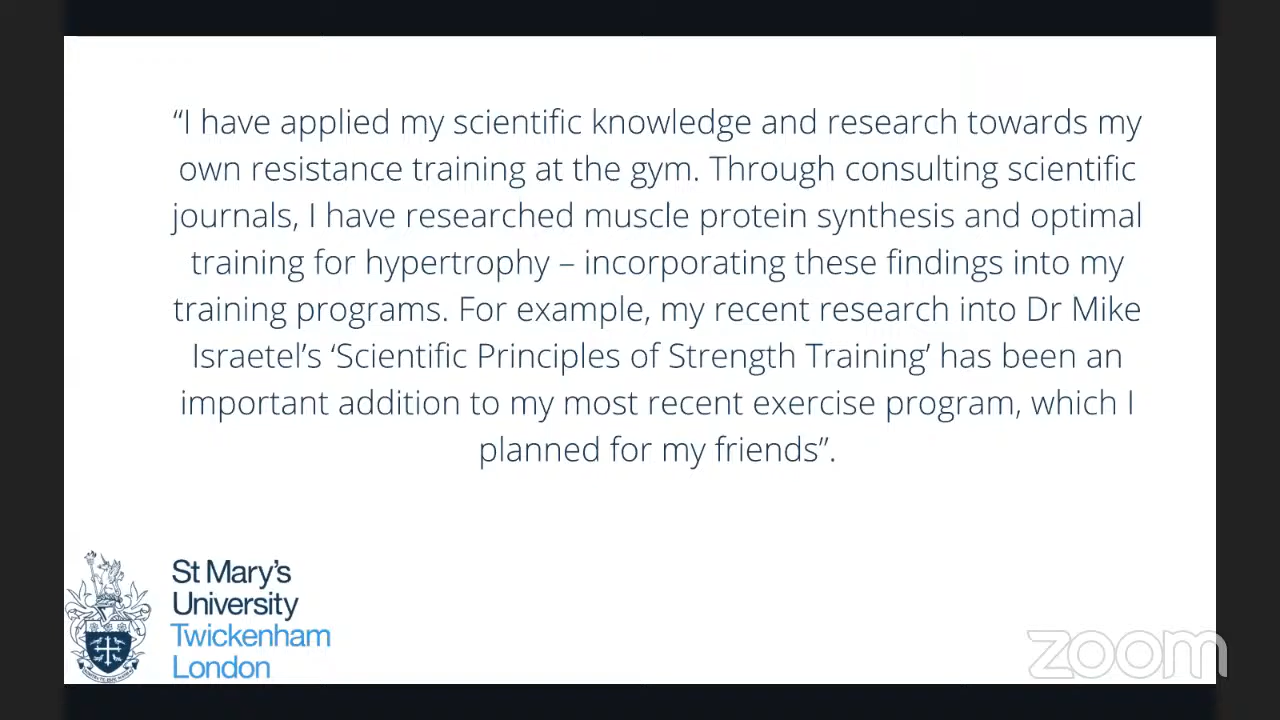 “I have applied my scientific knowledge and research towards my
own resistance training at the gym. Through consulting scientific
journals, I have researched muscle protein synthesis and optimal
training for hypertrophy – incorporating these findings into my
training programs. For example, my recent research into Dr Mike
Israetel’s ‘Scientific Principles of Strength Training’ has been an
important addition to my most recent exercise program, which I
planned for my friends”.
St Mary’s
University
Twickenham
London
zoom